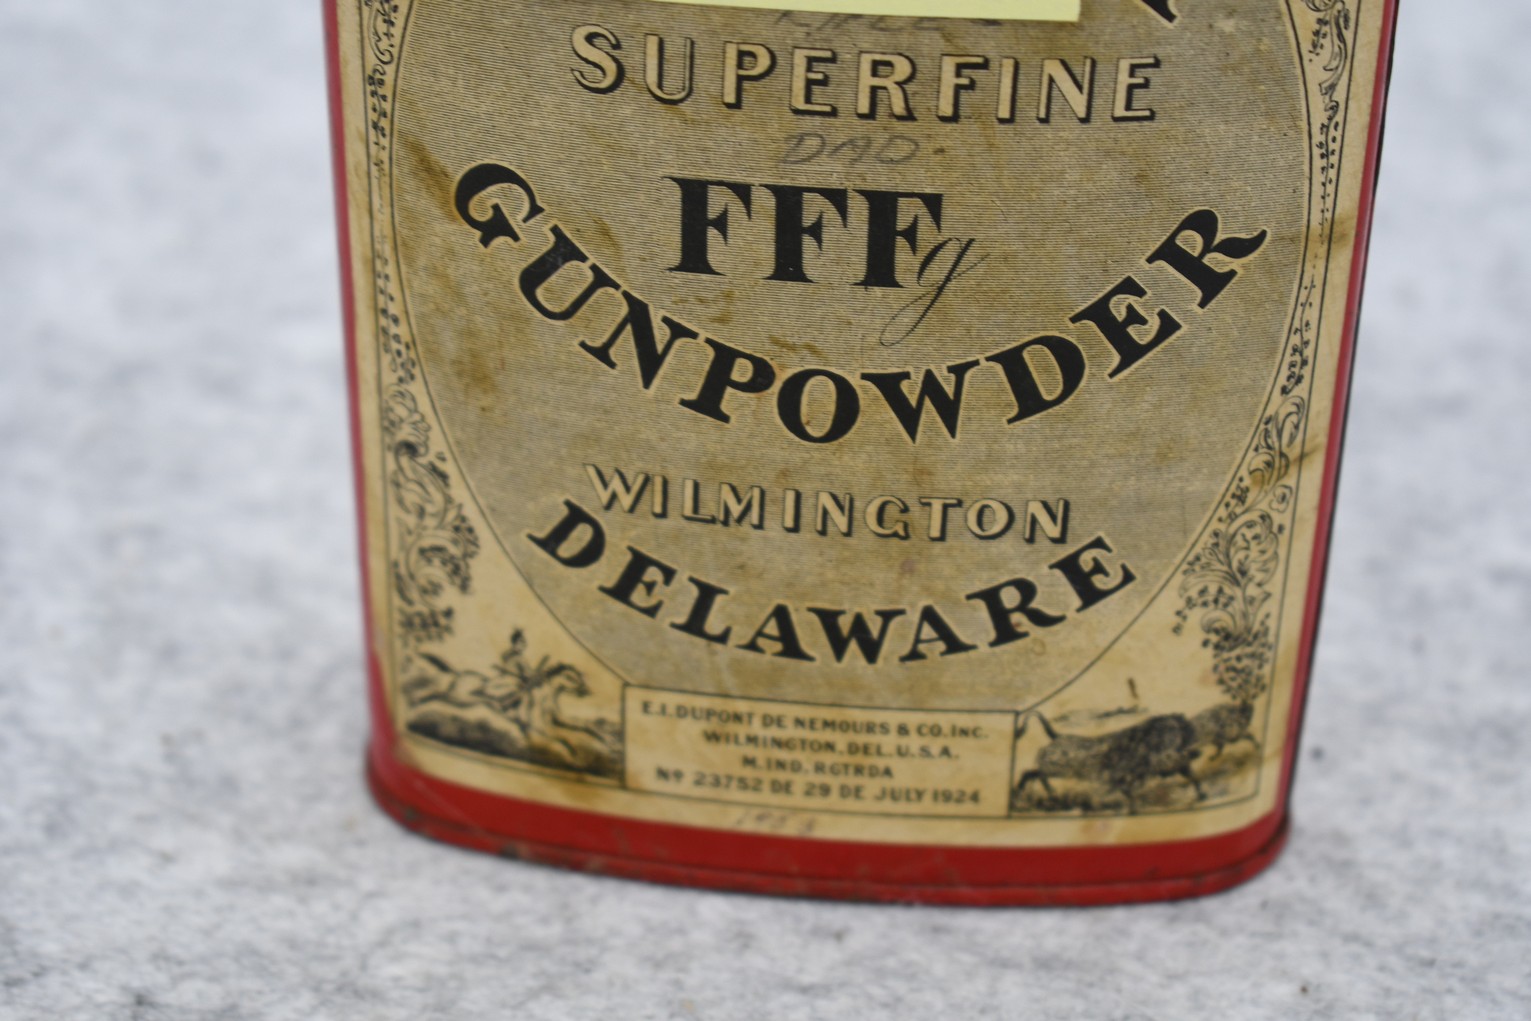 SUPERFINE
DAD
FFFg
GUNPOWDER
WILMINGTON
DELAWARE
E.I. DUPONT DE NEMOURS & CO. INC.
WILMINGTON. DEL. U.S.A.
M. IND. RGTRDA
Nº 23752 DE 29 DE JULY 1924